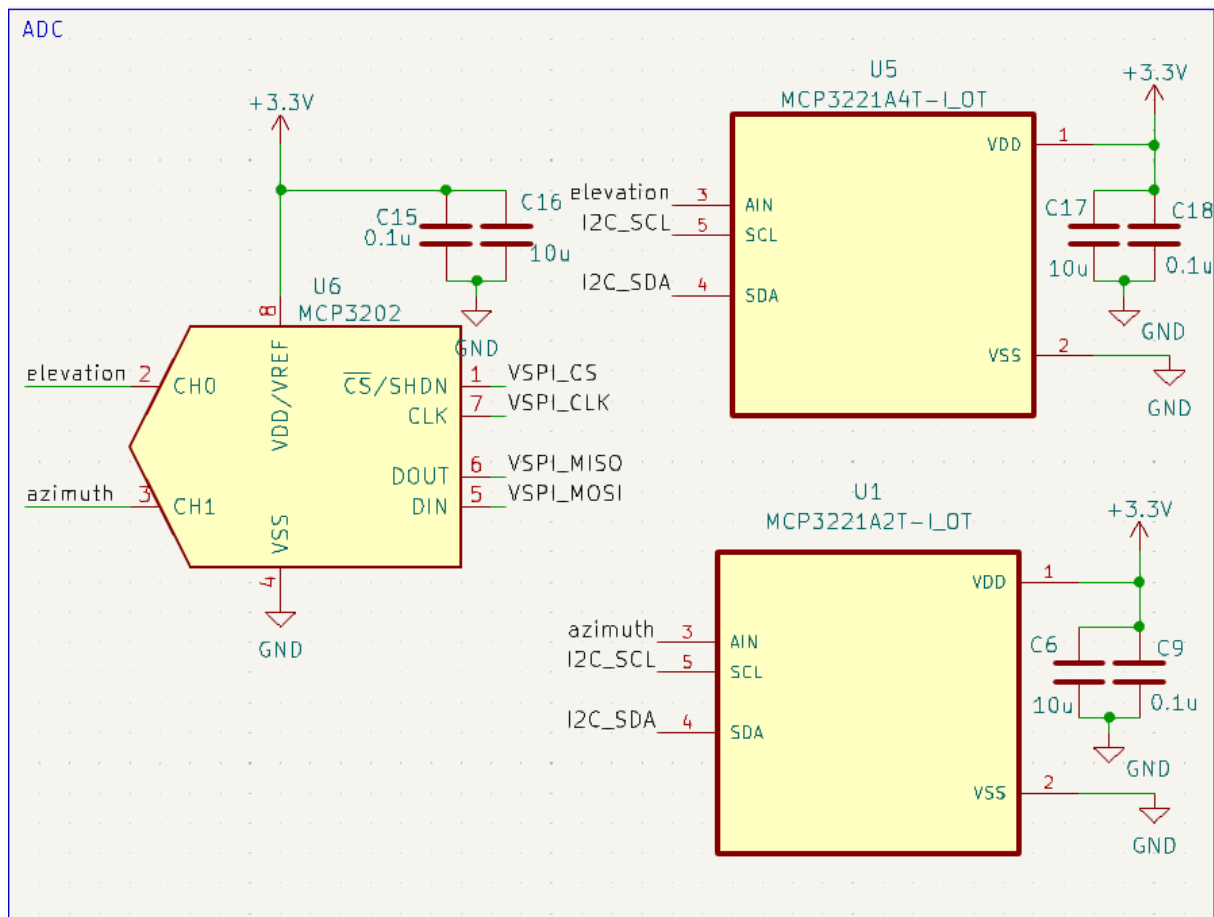 ADC
+3.3V
C15
0.1u
C16
10u
GND
U6
MCP3202
8
VDD/VREF
elevation 2 CH0
azimuth 3 CH1
CS/SHDN 1 VSPI_CS
CLK 7 VSPI_CLK
DOUT 6 VSPI_MISO
DIN 5 VSPI_MOSI
VSS
4
GND
U5
MCP3221A4T-I_OT
+3.3V
VDD 1
elevation 3 AIN
I2C_SCL 5 SCL
I2C_SDA 4 SDA
C17
10u
C18
0.1u
GND
VSS 2
GND
U1
MCP3221A2T-I_OT
+3.3V
VDD 1
azimuth 3 AIN
I2C_SCL 5 SCL
I2C_SDA 4 SDA
C6
10u
C9
0.1u
GND
VSS 2
GND